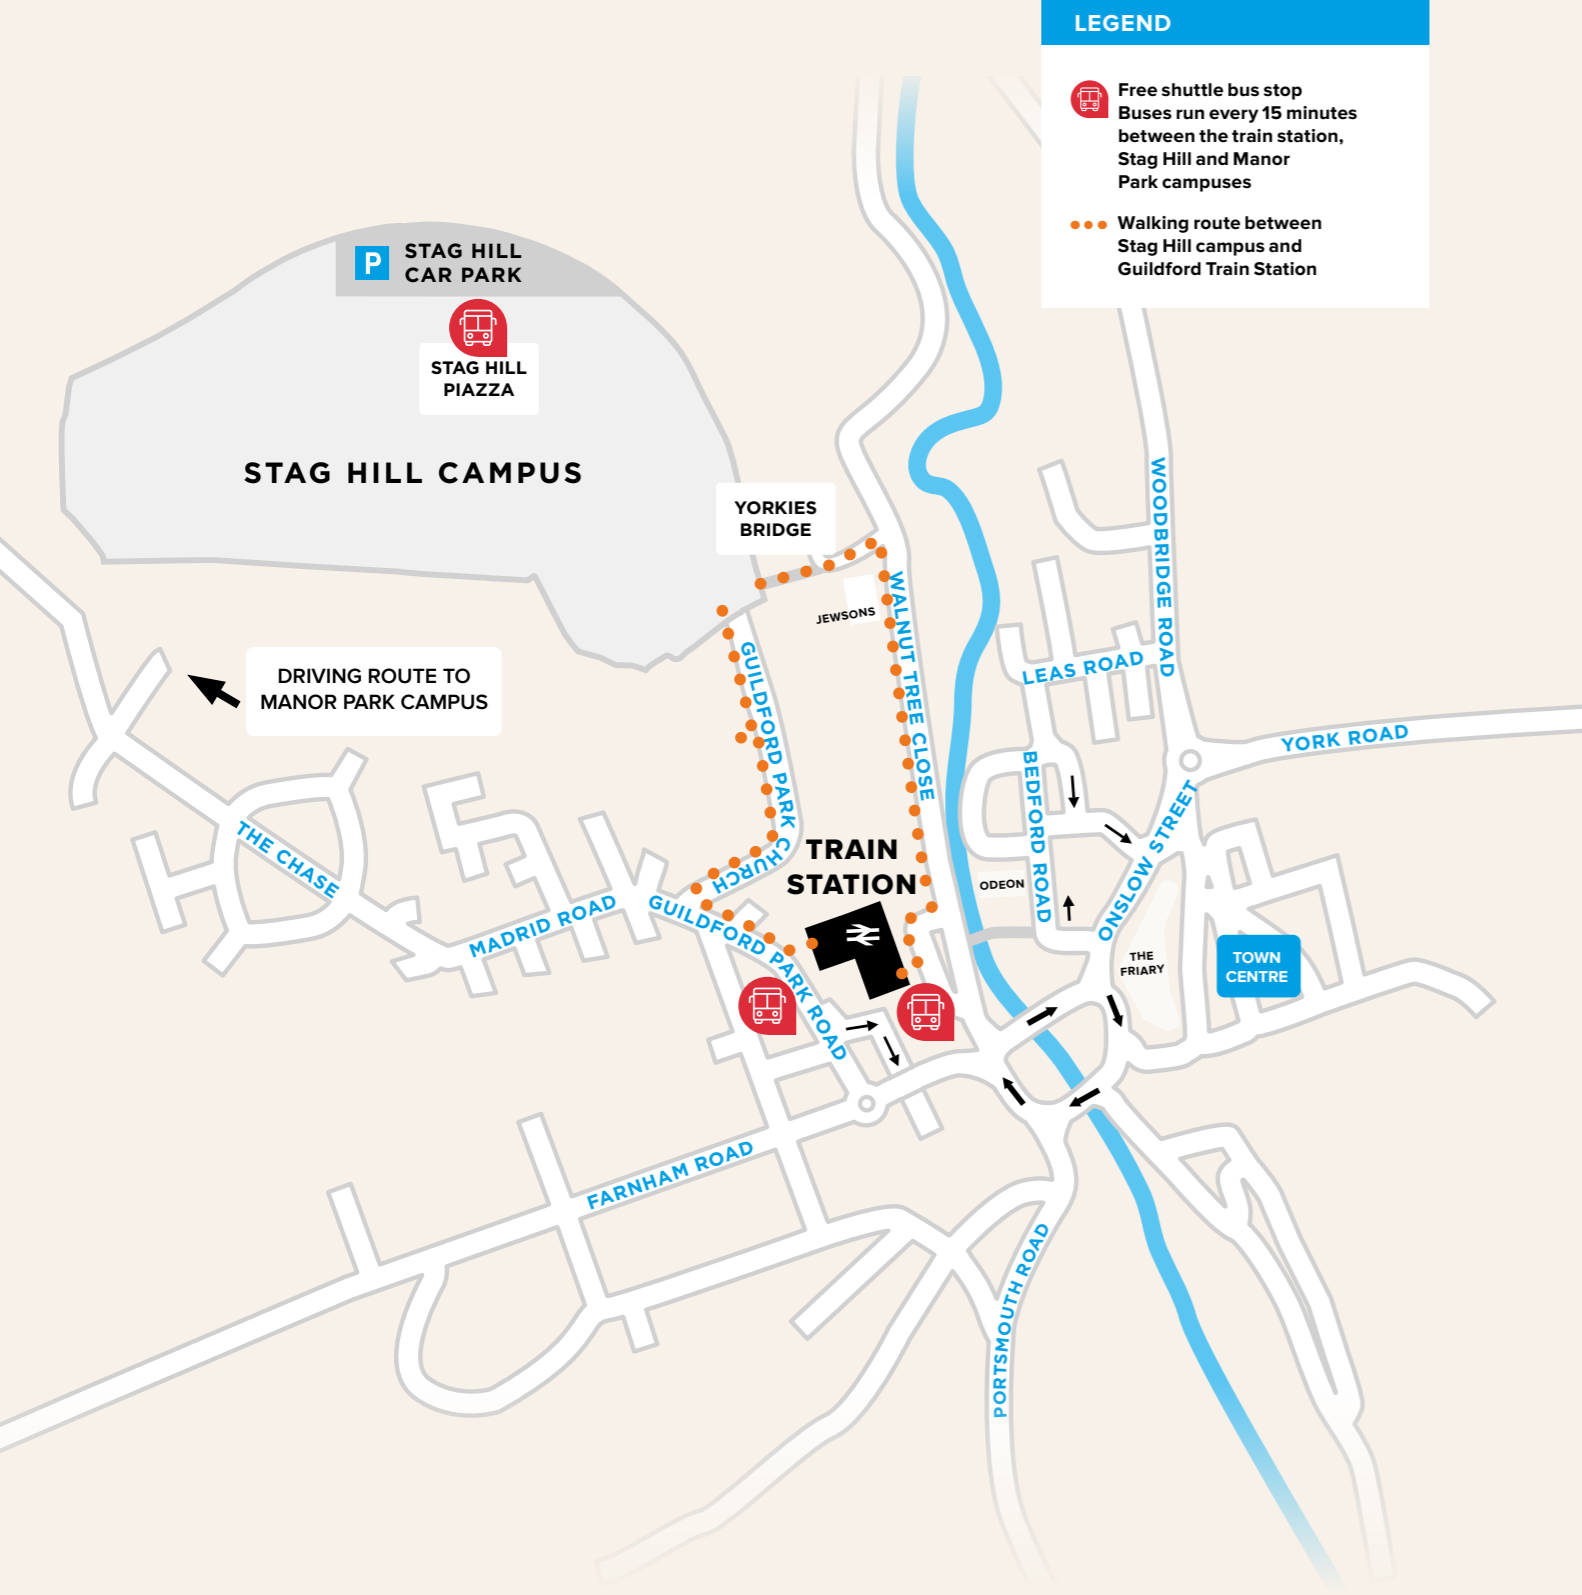 LEGEND
Free shuttle bus stop
Buses run every 15 minutes
between the train station,
Stag Hill and Manor
Park campuses
Walking route between
Stag Hill campus and
Guildford Train Station
P
STAG HILL
CAR PARK
STAG HILL
PIAZZA
STAG HILL CAMPUS
YORKIES
BRIDGE
JEWSONS
WALNUT TREE CLOSE
WOODBRIDGE ROAD
LEAS ROAD
DRIVING ROUTE TO
MANOR PARK CAMPUS
GUILDFORD PARK CHURCH
YORK ROAD
BEDFORD ROAD
ONSLOW STREET
THE CHASE
TRAIN
STATION
ODEON
MADRID ROAD
GUILDFORD PARK ROAD
THE
FRIARY
TOWN
CENTRE
FARNHAM ROAD
PORTSMOUTH ROAD